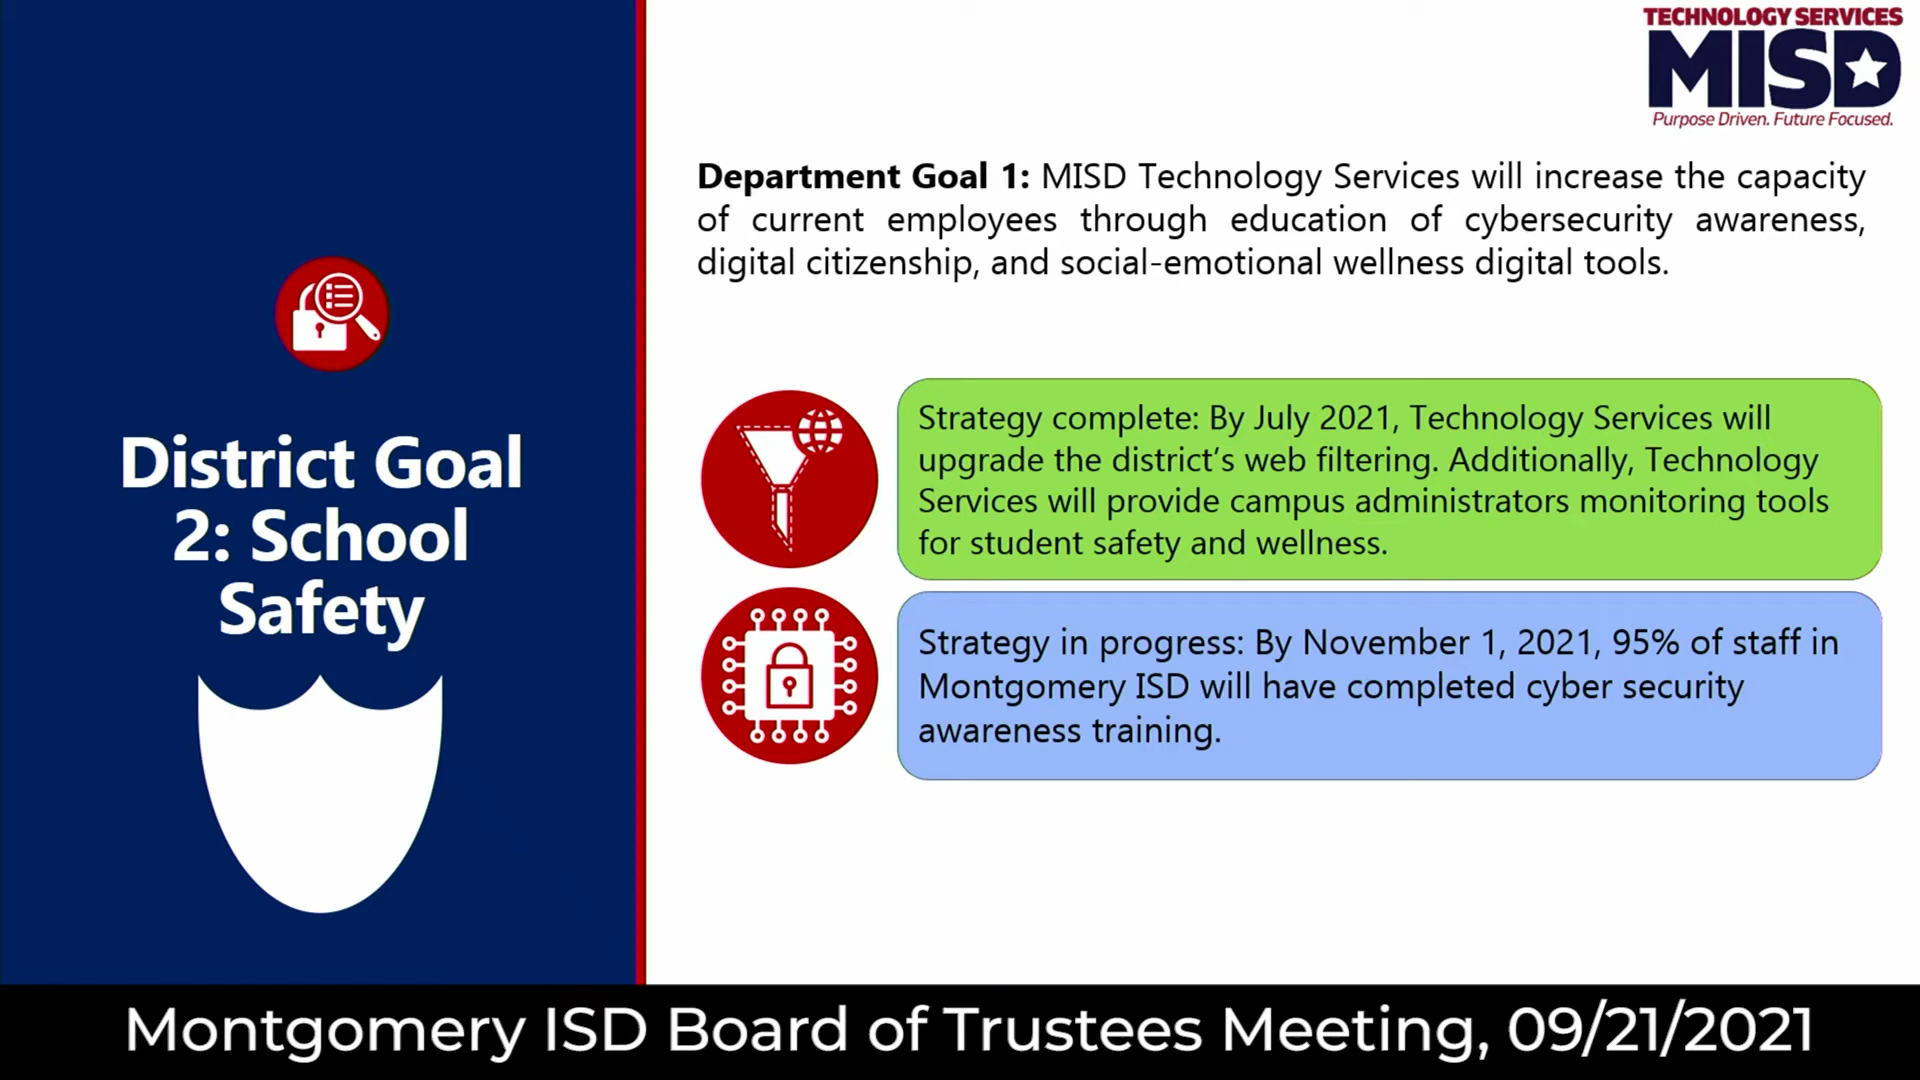 TECHNOLOGY SERVICES
MISD
Purpose Driven. Future Focused.
District Goal
2: School
Safety
Department Goal 1: MISD Technology Services will increase the capacity
of current employees through education of cybersecurity awareness,
digital citizenship, and social-emotional wellness digital tools.
Strategy complete: By July 2021, Technology Services will
upgrade the district’s web filtering. Additionally, Technology
Services will provide campus administrators monitoring tools
for student safety and wellness.
Strategy in progress: By November 1, 2021, 95% of staff in
Montgomery ISD will have completed cyber security
awareness training.
Montgomery ISD Board of Trustees Meeting, 09/21/2021